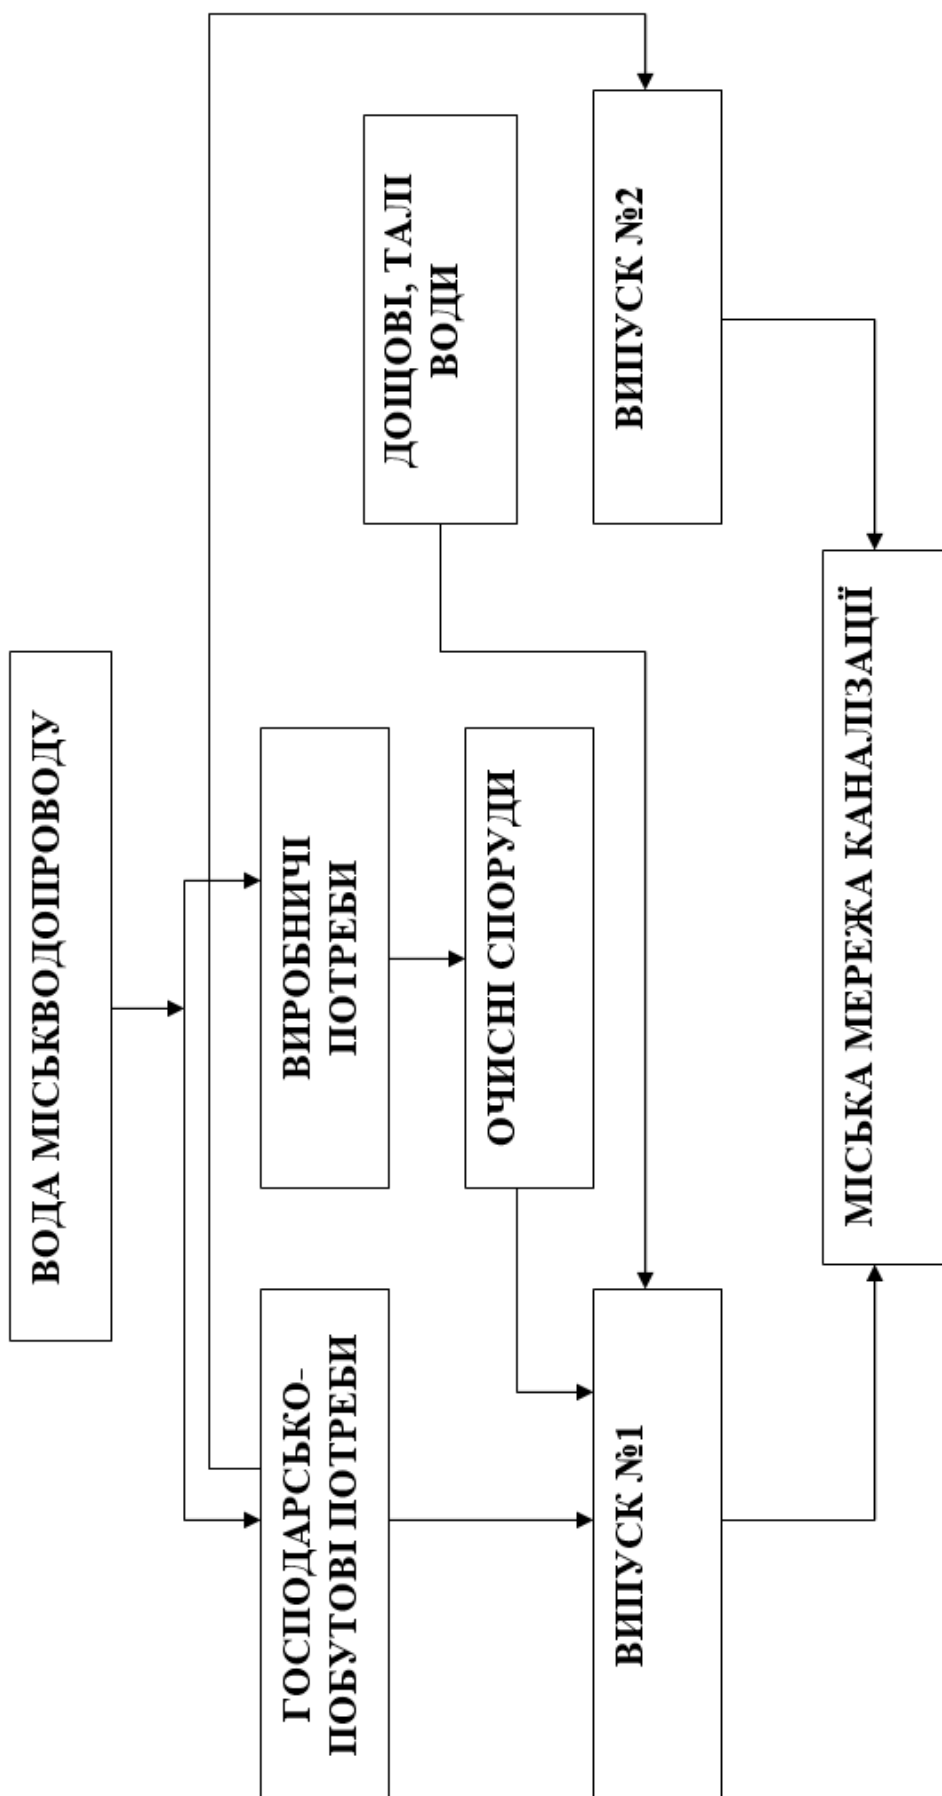 ВОДА МІСЬКВОДОПРОВОДУ
ГОСПОДАРСЬКО-
ПОБУТОВІ ПОТРЕБИ
ВИРОБНИЧІ
ПОТРЕБИ
ДОЩОВІ, ТАЛІ
ВОДИ
ОЧИСНІ СПОРУДИ
ВИПУСК №1
ВИПУСК №2
МІСЬКА МЕРЕЖА КАНАЛІЗАЦІЇ